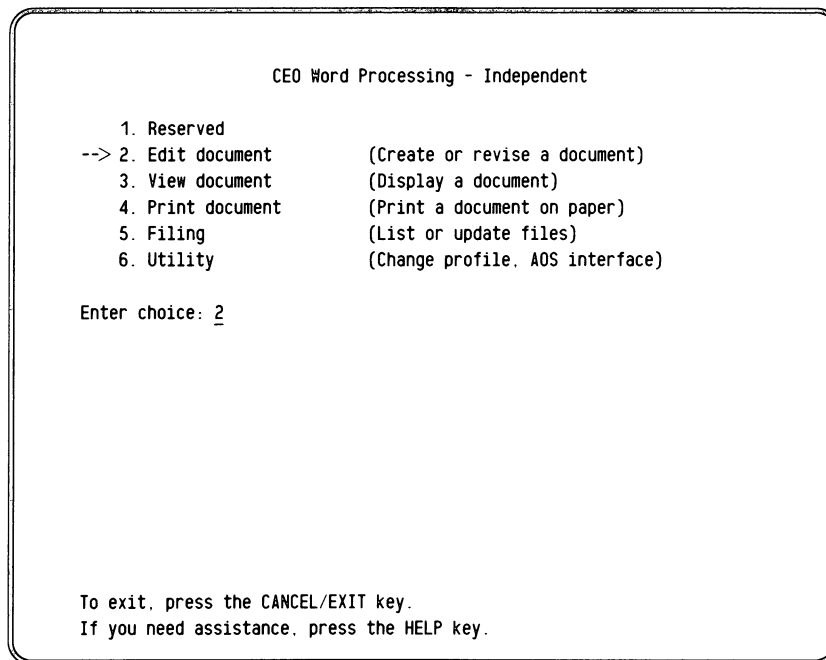 CEO Word Processing - Independent
1. Reserved
--> 2. Edit document (Create or revise a document)
3. View document (Display a document)
4. Print document (Print a document on paper)
5. Filing (List or update files)
6. Utility (Change profile, AOS interface)
Enter choice: 2
To exit, press the CANCEL/EXIT key.
If you need assistance, press the HELP key.